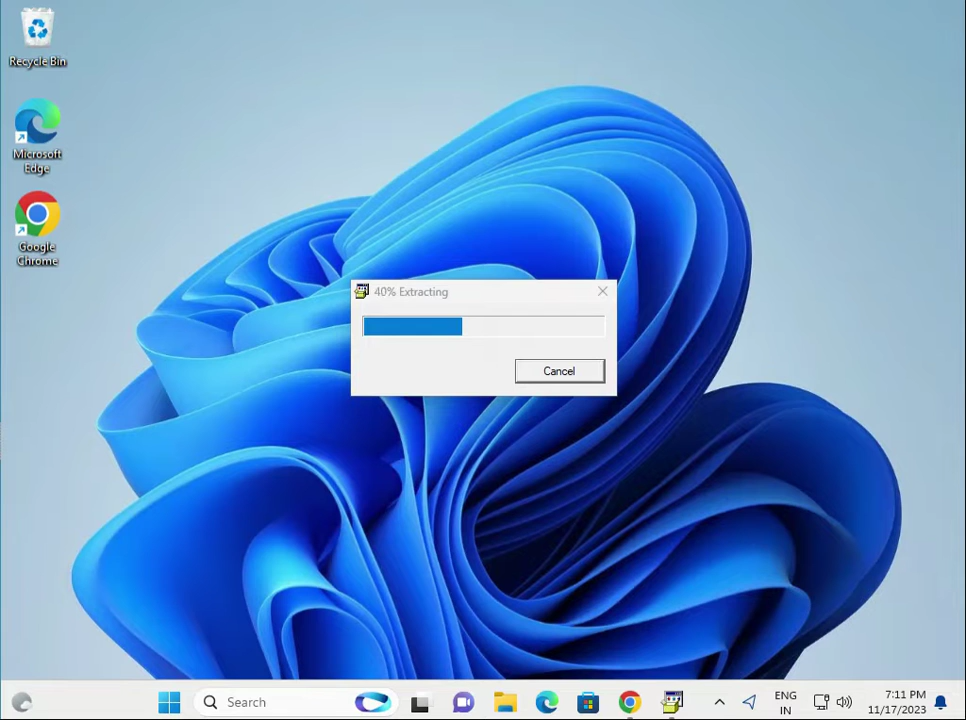 Recycle Bin
Microsoft
Edge
Google
Chrome
40% Extracting
Cancel
Search
ENG
IN
7:11 PM
11/17/2023